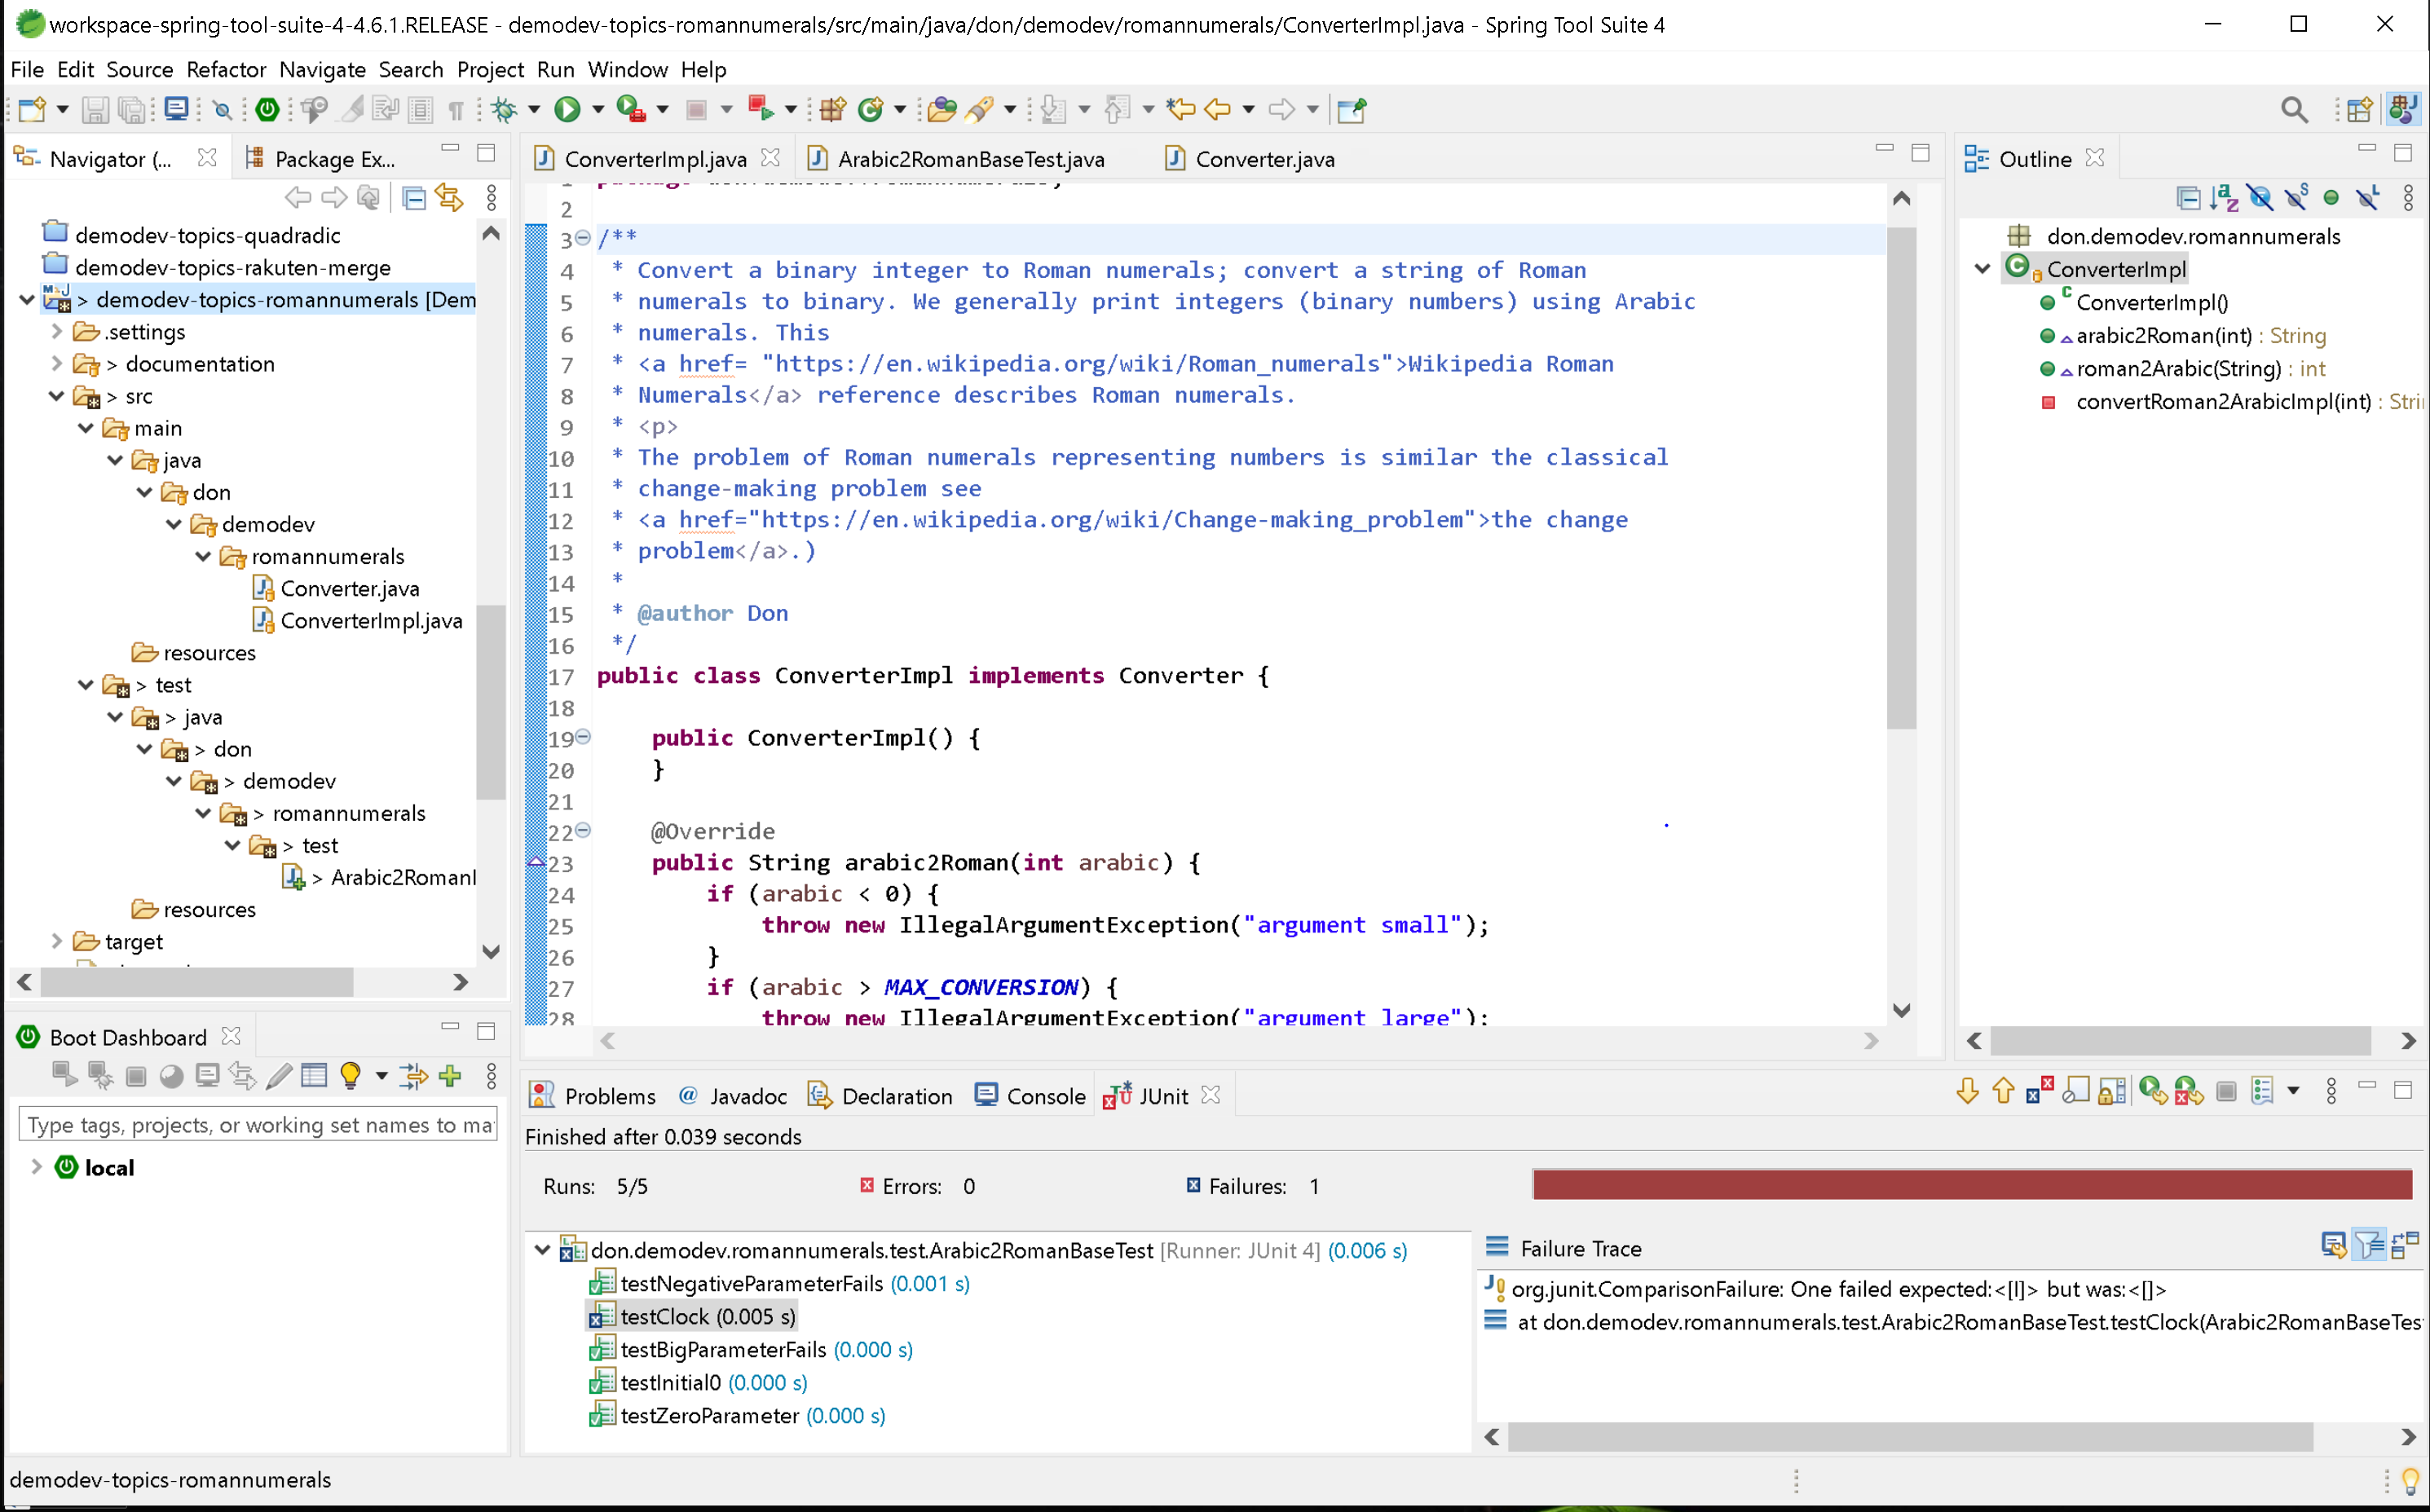 workspace-spring-tool-suite-4-4.6.1.RELEASE - demodev-topics-romannumerals/src/main/java/don/demodev/romannumerals/ConverterImpl.java - Spring Tool Suite 4
File Edit Source Refactor Navigate Search Project Run Window Help
Navigator (...
Package Ex...
demodev-topics-quadradic
demodev-topics-rakuten-merge
> demodev-topics-romannumerals [Dem
.settings
> documentation
> src
main
java
don
demodev
romannumerals
Converter.java
ConverterImpl.java
resources
> test
> java
> don
> demodev
> romannumerals
> test
> Arabic2Romanl
resources
target
Boot Dashboard
Type tags, projects, or working set names to ma
local
ConverterImpl.java
Arabic2RomanBaseTest.java
Converter.java
2
3 /**
4 * Convert a binary integer to Roman numerals; convert a string of Roman
5 * numerals to binary. We generally print integers (binary numbers) using Arabic
6 * numerals. This
7 * <a href= "https://en.wikipedia.org/wiki/Roman_numerals">Wikipedia Roman
8 * Numerals</a> reference describes Roman numerals.
9 * <p>
10 * The problem of Roman numerals representing numbers is similar the classical
11 * change-making problem see
12 * <a href="https://en.wikipedia.org/wiki/Change-making_problem">the change
13 * problem</a>.)
14 *
15 * @author Don
16 */
17 public class ConverterImpl implements Converter {
18
19 public ConverterImpl() {
20 }
21
22 @Override
23 public String arabic2Roman(int arabic) {
24 if (arabic < 0) {
25 throw new IllegalArgumentException("argument small");
26 }
27 if (arabic > MAX_CONVERSION) {
28 throw new IllegalArgumentException("argument large");
Outline
don.demodev.romannumerals
ConverterImpl
ConverterImpl()
arabic2Roman(int) : String
roman2Arabic(String) : int
convertRoman2ArabicImpl(int) : Stri
Problems
@ Javadoc
Declaration
Console
JUnit
Finished after 0.039 seconds
Runs: 5/5
Errors: 0
Failures: 1
don.demodev.romannumerals.test.Arabic2RomanBaseTest [Runner: JUnit 4] (0.006 s)
testNegativeParameterFails (0.001 s)
testClock (0.005 s)
testBigParameterFails (0.000 s)
testInitial0 (0.000 s)
testZeroParameter (0.000 s)
Failure Trace
org.junit.ComparisonFailure: One failed expected:<[I]> but was:<[]>
at don.demodev.romannumerals.test.Arabic2RomanBaseTest.testClock(Arabic2RomanBaseTes
demodev-topics-romannumerals